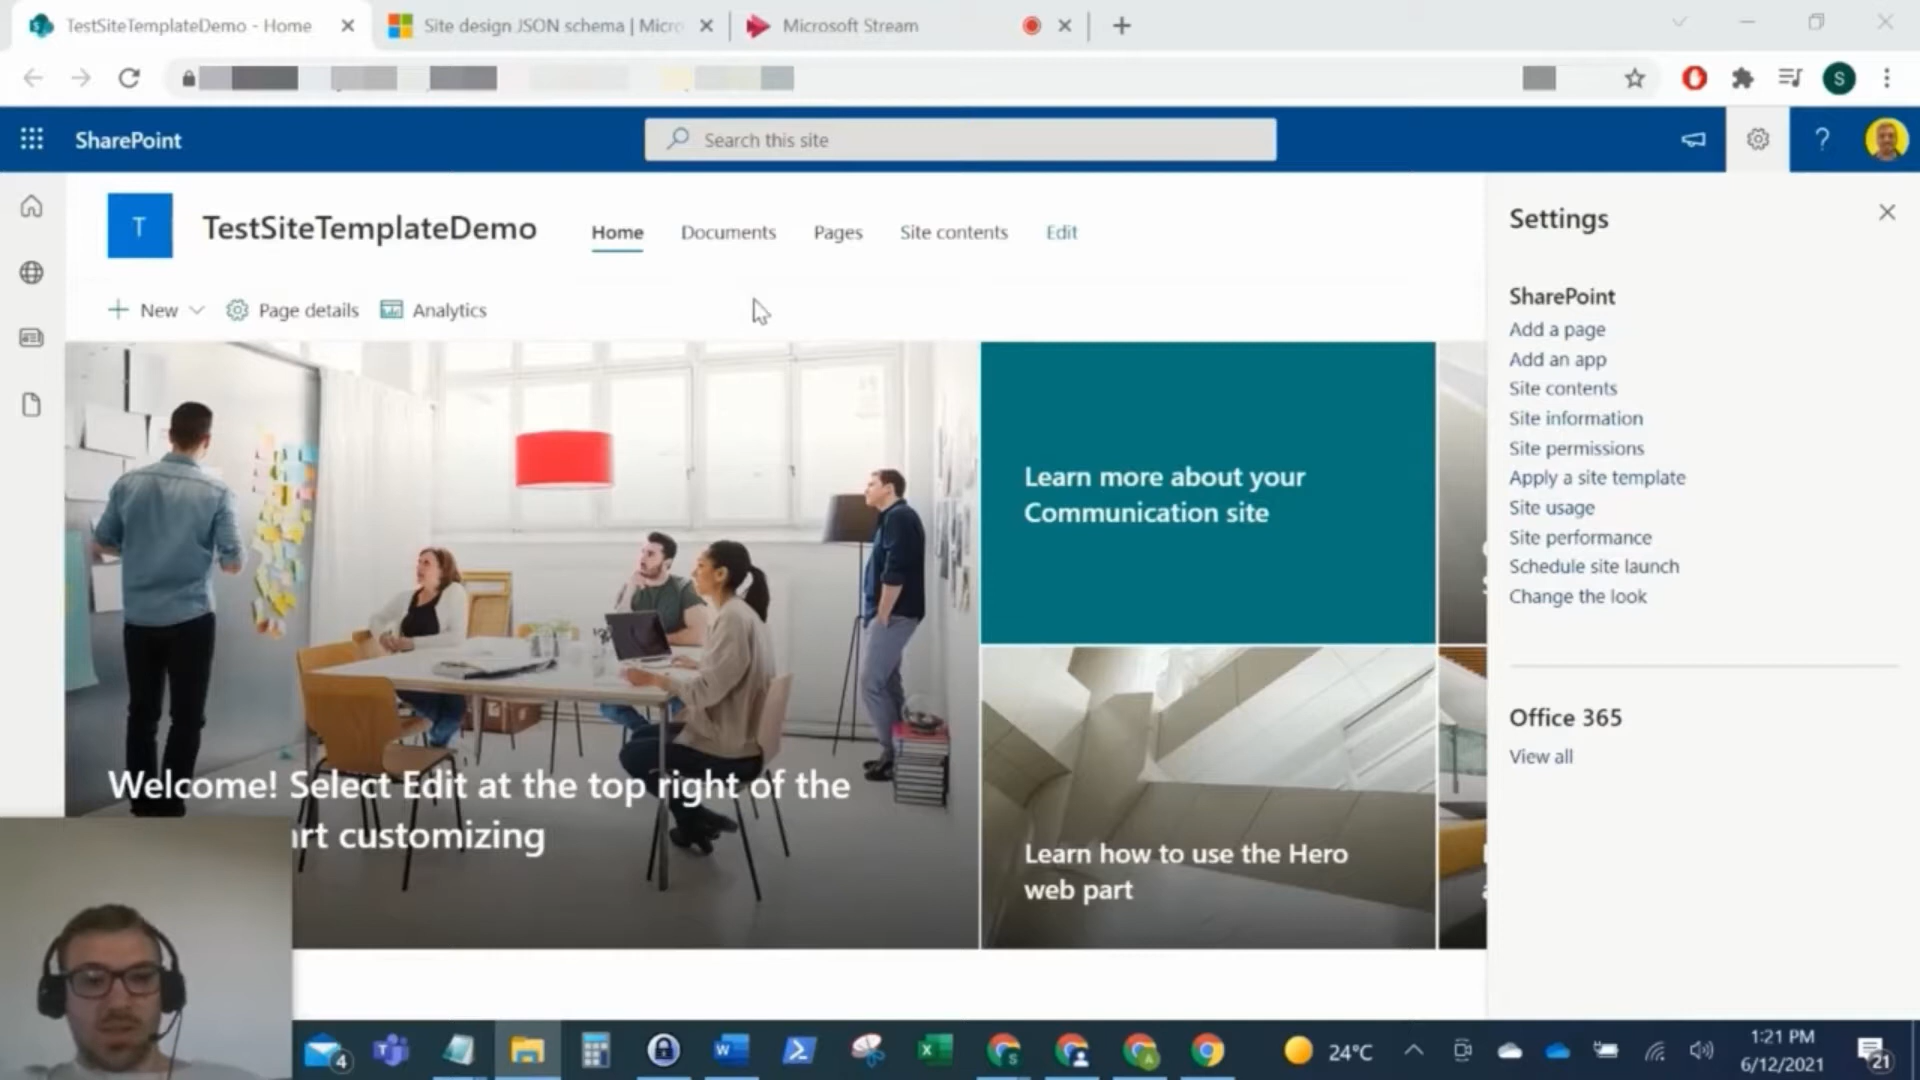 TestSiteTemplateDemo - Home
Site design JSON schema | Micro
Microsoft Stream
S
SharePoint
Search this site
?
T
TestSiteTemplateDemo
Home
Documents
Pages
Site contents
Edit
New
Page details
Analytics
Settings
SharePoint
Add a page
Add an app
Site contents
Site information
Site permissions
Apply a site template
Site usage
Site performance
Schedule site launch
Change the look
Office 365
View all
Learn more about your
Communication site
Learn how to use the Hero
web part
Welcome! Select Edit at the top right of the
art customizing
4
24°C
1:21 PM
6/12/2021
21